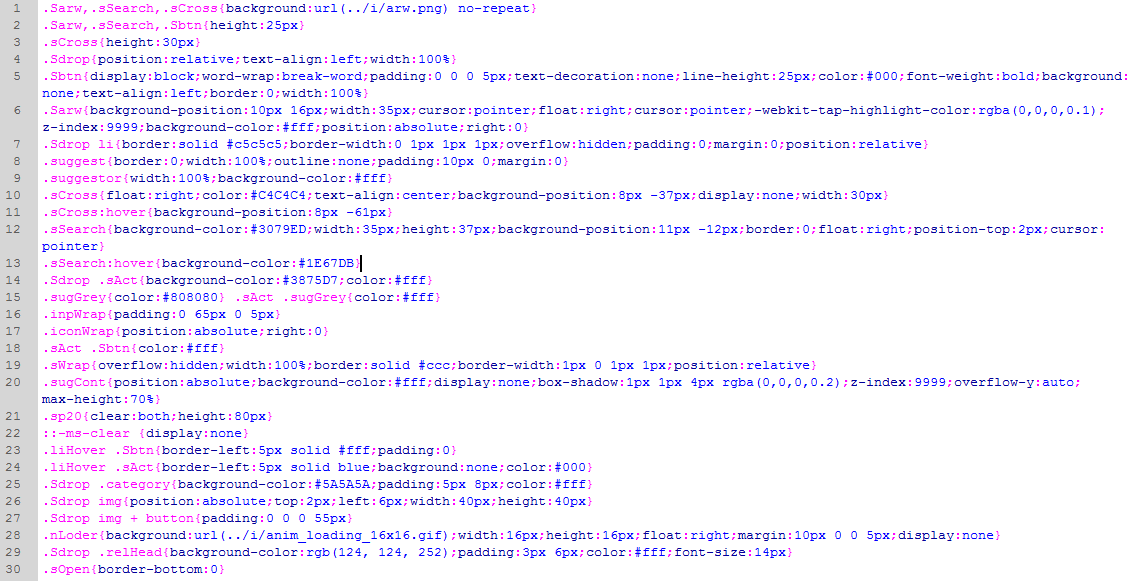 1 .Sarw,.sSearch,.sCross{background:url(../i/arw.png) no-repeat}
2 .Sarw,.sSearch,.Sbtn{height:25px}
3 .sCross{height:30px}
4 .Sdrop{position:relative;text-align:left;width:100%}
5 .Sbtn{display:block;word-wrap:break-word;padding:0 0 0 5px;text-decoration:none;line-height:25px;color:#000;font-weight:bold;background:
none;text-align:left;border:0;width:100%}
6 .Sarw{background-position:10px 16px;width:35px;cursor:pointer;float:right;cursor:pointer;-webkit-tap-highlight-color:rgba(0,0,0,0.1);
z-index:9999;background-color:#fff;position:absolute;right:0}
7 .Sdrop li{border:solid #c5c5c5;border-width:0 1px 1px 1px;overflow:hidden;padding:0;margin:0;position:relative}
8 .suggest{border:0;width:100%;outline:none;padding:10px 0;margin:0}
9 .suggestor{width:100%;background-color:#fff}
10 .sCross{float:right;color:#C4C4C4;text-align:center;background-position:8px -37px;display:none;width:30px}
11 .sCross:hover{background-position:8px -61px}
12 .sSearch{background-color:#3079ED;width:35px;height:37px;background-position:11px -12px;border:0;float:right;position-top:2px;cursor:
pointer}
13 .sSearch:hover{background-color:#1E67DB}
14 .Sdrop .sAct{background-color:#3875D7;color:#fff}
15 .sugGrey{color:#808080} .sAct .sugGrey{color:#fff}
16 .inpWrap{padding:0 65px 0 5px}
17 .iconWrap{position:absolute;right:0}
18 .sAct .Sbtn{color:#fff}
19 .sWrap{overflow:hidden;width:100%;border:solid #ccc;border-width:1px 0 1px 1px;position:relative}
20 .sugCont{position:absolute;background-color:#fff;display:none;box-shadow:1px 1px 4px rgba(0,0,0,0.2);z-index:9999;overflow-y:auto;
max-height:70%}
21 .sp20{clear:both;height:80px}
22 ::-ms-clear {display:none}
23 .liHover .Sbtn{border-left:5px solid #fff;padding:0}
24 .liHover .sAct{border-left:5px solid blue;background:none;color:#000}
25 .Sdrop .category{background-color:#5A5A5A;padding:5px 8px;color:#fff}
26 .Sdrop img{position:absolute;top:2px;left:6px;width:40px;height:40px}
27 .Sdrop img + button{padding:0 0 0 55px}
28 .nLoder{background:url(../i/anim_loading_16x16.gif);width:16px;height:16px;float:right;margin:10px 0 0 5px;display:none}
29 .Sdrop .relHead{background-color:rgb(124, 124, 252);padding:3px 6px;color:#fff;font-size:14px}
30 .sOpen{border-bottom:0}